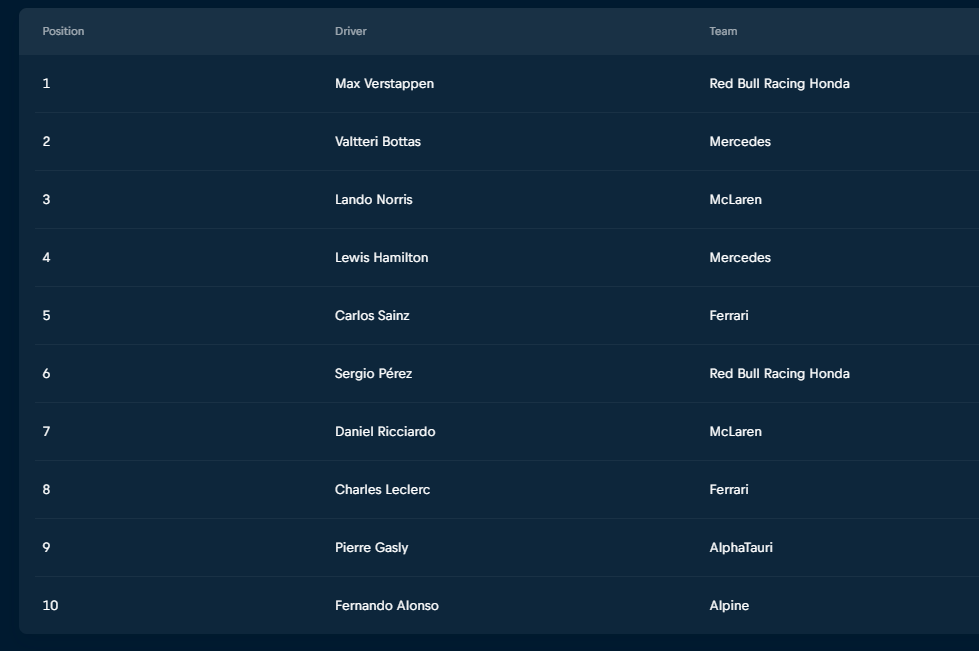 Position Driver Team
1 Max Verstappen Red Bull Racing Honda
2 Valtteri Bottas Mercedes
3 Lando Norris McLaren
4 Lewis Hamilton Mercedes
5 Carlos Sainz Ferrari
6 Sergio Pérez Red Bull Racing Honda
7 Daniel Ricciardo McLaren
8 Charles Leclerc Ferrari
9 Pierre Gasly AlphaTauri
10 Fernando Alonso Alpine